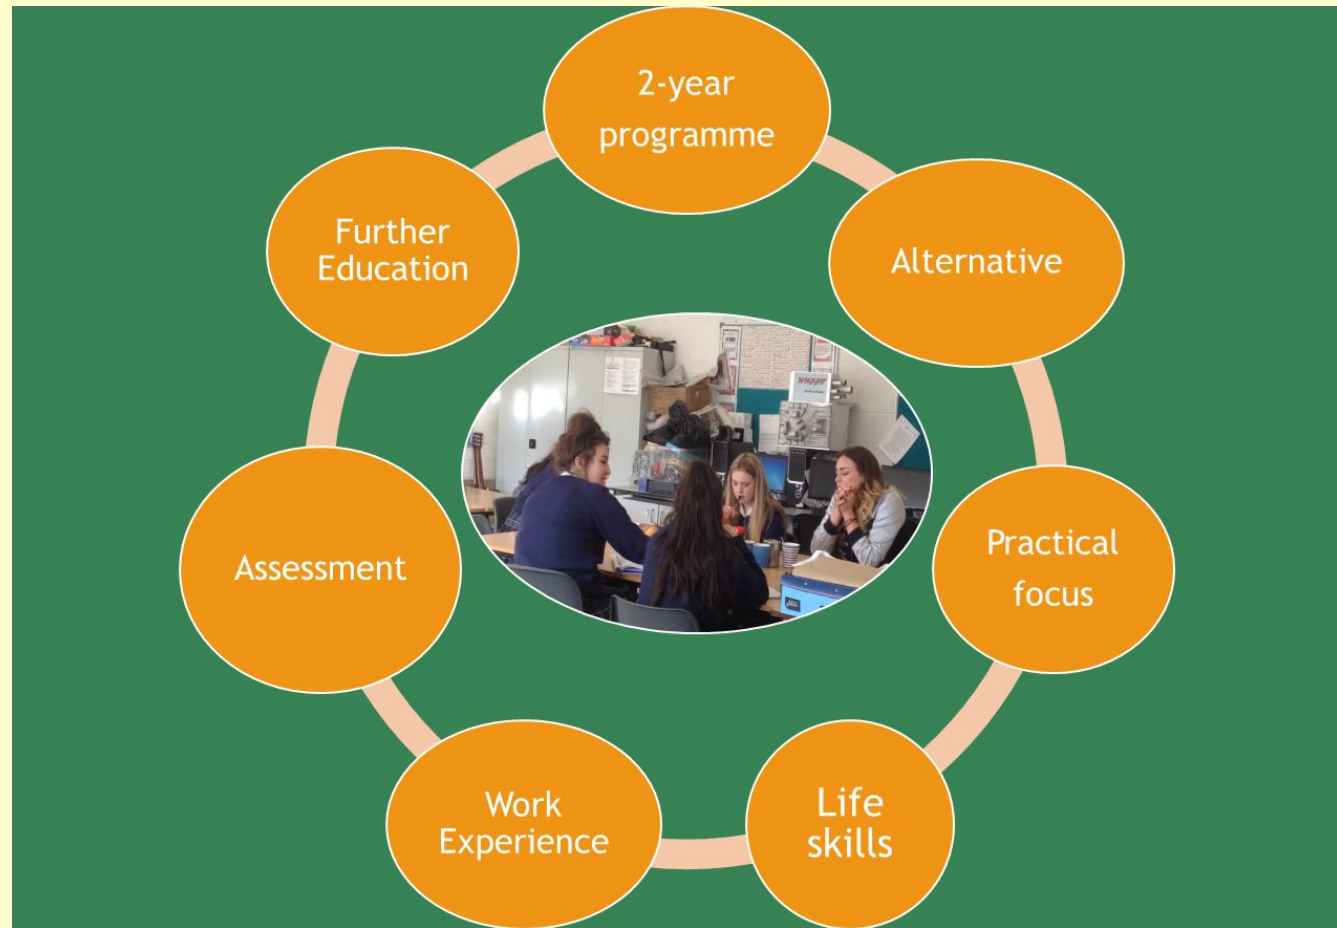 2-year
programme
Alternative
Practical
focus
Life
skills
Work
Experience
Assessment
Further
Education